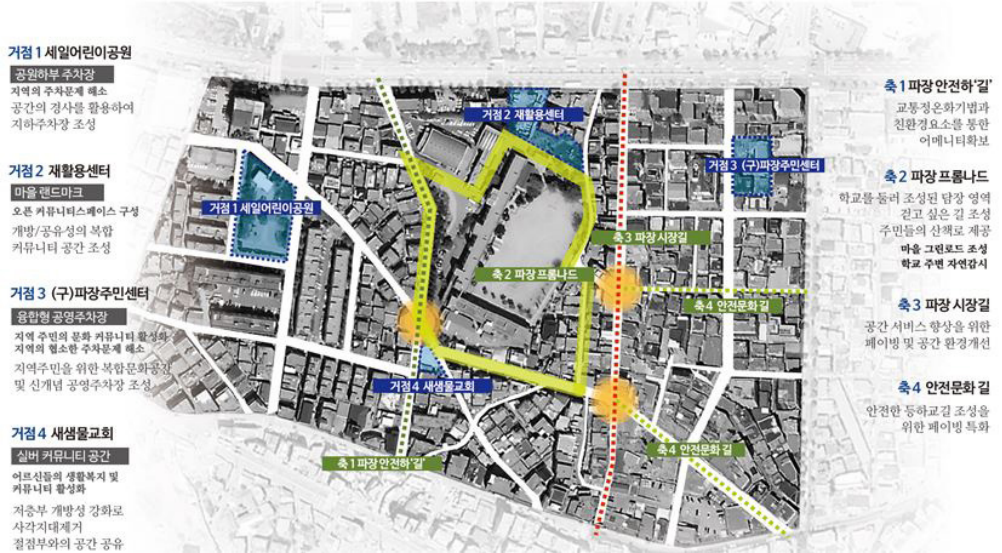 거점 1 세일어린이공원
공원하부 주차장
지역의 주차문제 해소
공간의 경사를 활용하여
지하주차장 조성
거점 2 재활용센터
마을 랜드마크
오픈 커뮤니티스페이스 구성
개방/공유성의 복합
커뮤니티 공간 조성
거점 3 (구)파장주민센터
융합형 공영주차장
지역 주민의 문화 커뮤니티 활성화
지역의 협소한 주차문제 해소
지역주민을 위한 복합문화공간
및 신개념 공영주차장 조성
거점 4 새샘물교회
실버 커뮤니티 공간
어르신들의 생활복지 및
커뮤니티 활성화
저층부 개방성 강화로
사각지대제거
절점부와의 공간 공유
거점 2 재활용센터
거점 3 (구)파장주민센터
거점 1 세일어린이공원
축 3 파장 시장길
축 2 파장 프롬나드
축 4 안전문화 길
거점 4 새샘물교회
축 4 안전문화 길
축 1 파장 안전하'길'
축 1 파장 안전하'길'
교통정온화기법과
친환경요소를 통한
어메니티확보
축 2 파장 프롬나드
학교를 둘러 조성된 담장 영역
걷고 싶은 길 조성
주민들의 산책로 제공
마을 그린로드 조성
학교 주변 자연감시
축 3 파장 시장길
공간 서비스 향상을 위한
페이빙 및 공간 환경개선
축 4 안전문화 길
안전한 등하교길 조성을
위한 페이빙 특화